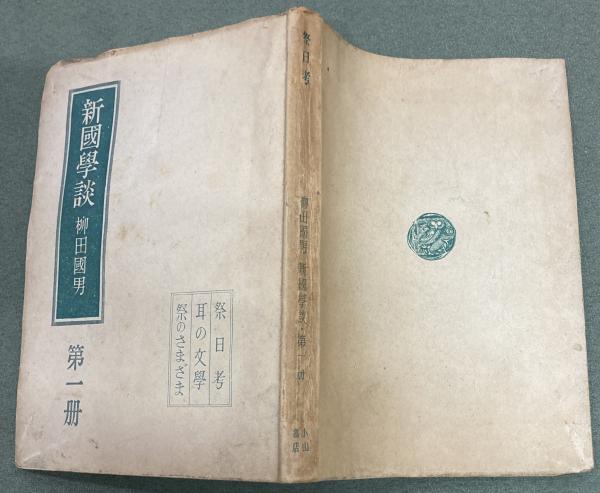 新國學談
柳田國男
第一册
祭日考
耳の文學
祭のさまざま
祭日考
柳田國男 新國學談・第一册
小山書店